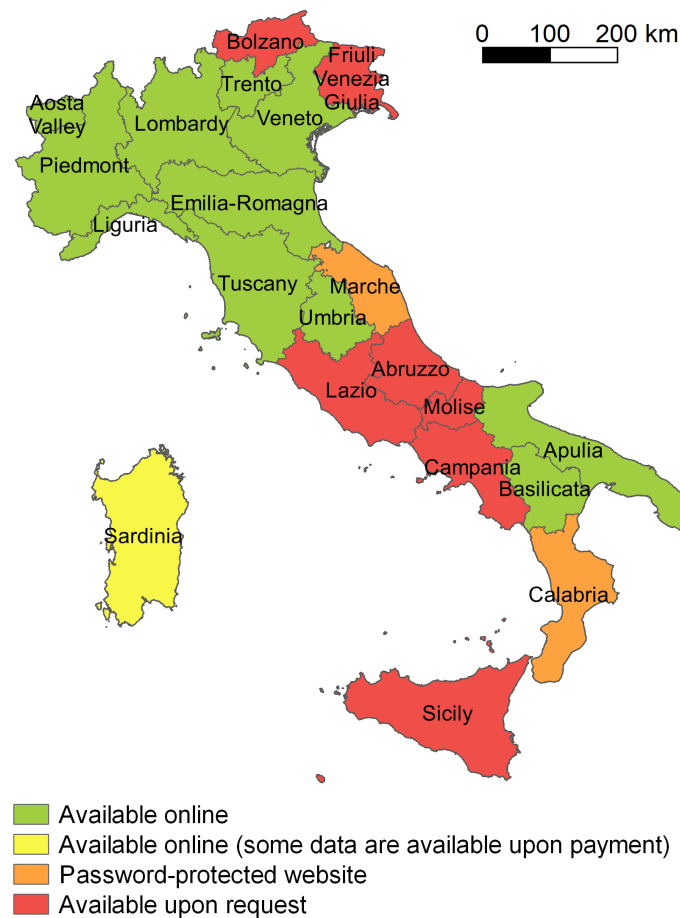 0 100 200 km
Bolzano
Friuli
Venezia
Giulia
Trento
Aosta
Valley
Lombardy
Veneto
Piedmont
Emilia-Romagna
Liguria
Tuscany
Marche
Umbria
Abruzzo
Lazio
Molise
Apulia
Campania
Basilicata
Sardinia
Calabria
Sicily
Available online
Available online (some data are available upon payment)
Password-protected website
Available upon request